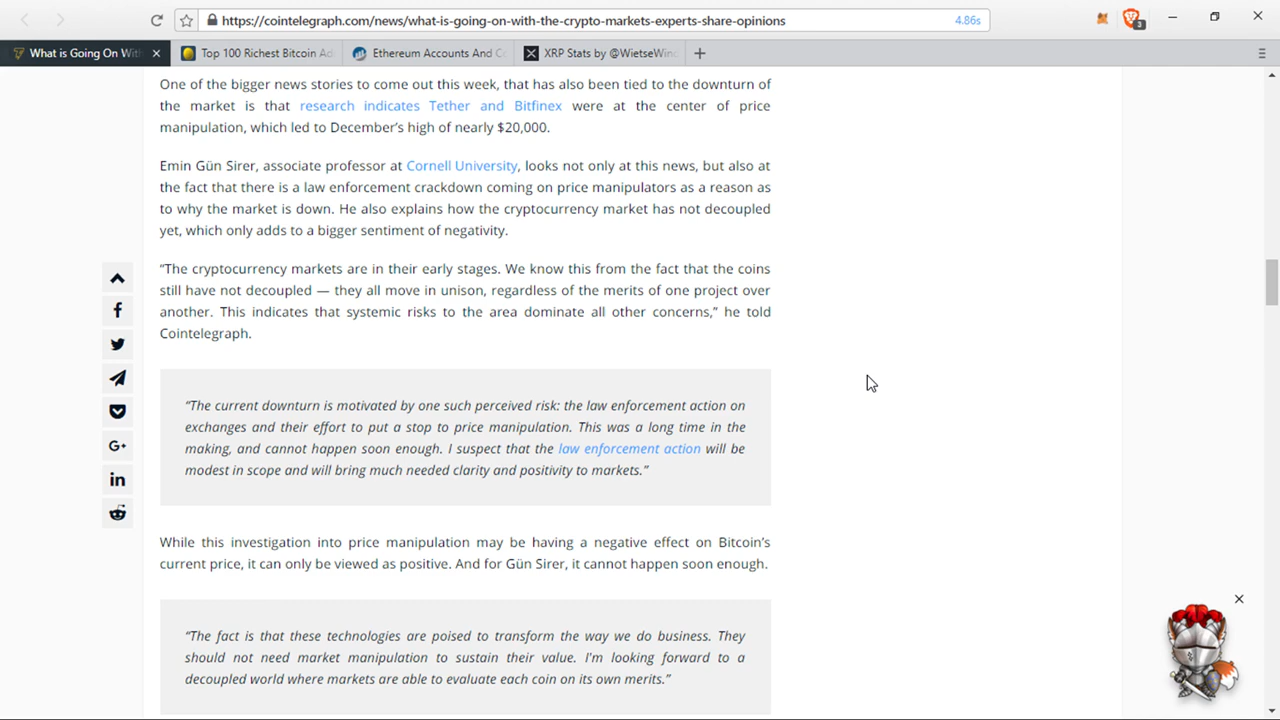 https://cointelegraph.com/news/what-is-going-on-with-the-crypto-markets-experts-share-opinions
4.86s
3
What is Going On Wit
Top 100 Richest Bitcoin Ad
Ethereum Accounts And C
XRP Stats by @WietseWind
One of the bigger news stories to come out this week, that has also been tied to the downturn of
the market is that research indicates Tether and Bitfinex were at the center of price
manipulation, which led to December’s high of nearly $20,000.
Emin Gün Sirer, associate professor at Cornell University, looks not only at this news, but also at
the fact that there is a law enforcement crackdown coming on price manipulators as a reason as
to why the market is down. He also explains how the cryptocurrency market has not decoupled
yet, which only adds to a bigger sentiment of negativity.
“The cryptocurrency markets are in their early stages. We know this from the fact that the coins
still have not decoupled — they all move in unison, regardless of the merits of one project over
another. This indicates that systemic risks to the area dominate all other concerns,” he told
Cointelegraph.
“The current downturn is motivated by one such perceived risk: the law enforcement action on
exchanges and their effort to put a stop to price manipulation. This was a long time in the
making, and cannot happen soon enough. I suspect that the law enforcement action will be
modest in scope and will bring much needed clarity and positivity to markets.”
While this investigation into price manipulation may be having a negative effect on Bitcoin’s
current price, it can only be viewed as positive. And for Gün Sirer, it cannot happen soon enough.
“The fact is that these technologies are poised to transform the way we do business. They
should not need market manipulation to sustain their value. I'm looking forward to a
decoupled world where markets are able to evaluate each coin on its own merits.”